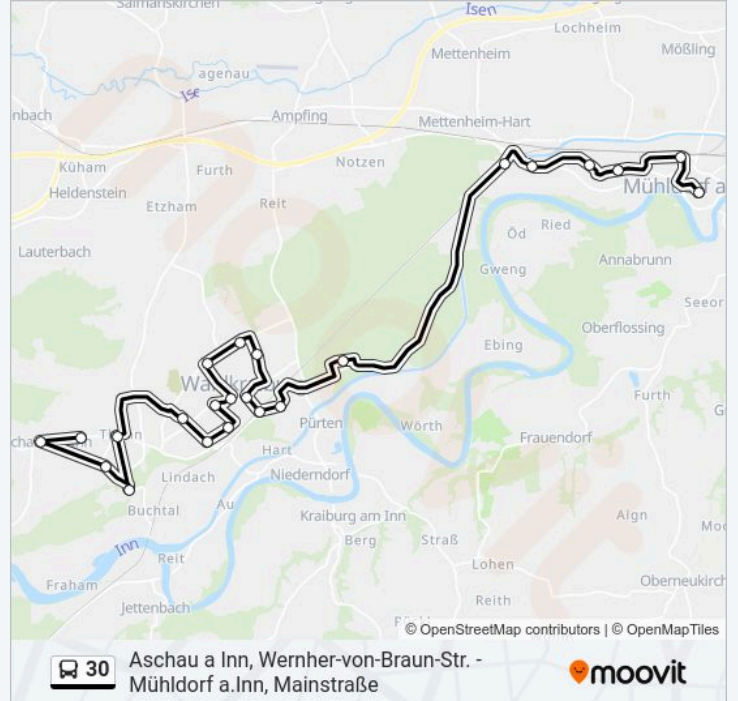 Salmanskirchen
Isen
Lochheim
Mößling
Mettenheim
agenau
Ise
nbach
Ampfing
Mettenheim-Hart
Küham
Furth
Notzen
Heldenstein
Mühldorf a
Etzham
Reit
Öd
Ried
Lauterbach
Gweng
Annabrunn
Seeor
Oberflossing
Ebing
Waldkraiburg
Furth
Pürten
Wörth
G
Frauendorf
Hart
Lindach
Niederndorf
Buchtal
Au
Kraiburg am Inn
Aign
Inn
Berg
Straß
Reit
Lohen
Fraham
Reith
Oberneukirch
Jettenbach
© OpenStreetMap contributors | © OpenMapTiles
30
Aschau a Inn, Wernher-von-Braun-Str. -
Mühldorf a.Inn, Mainstraße
moovit